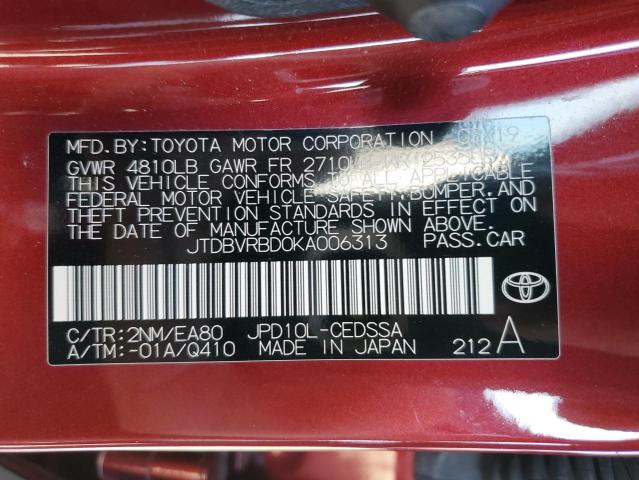 MFD. BY: TOYOTA MOTOR CORPORATION
GVWR 4810LB GAWR FR 2710LB
THIS VEHICLE CONFORMS TO ALL APPLICABLE
FEDERAL MOTOR VEHICLE SAFETY, BUMPER, AND
THEFT PREVENTION STANDARDS IN EFFECT ON
THE DATE OF MANUFACTURE SHOWN ABOVE.
JTDBVRBD0KA006313 PASS. CAR
C/TR: 2NM/EA80 JPD10L-CEDSSA
A/TM: -01A/Q410 MADE IN JAPAN 212 A